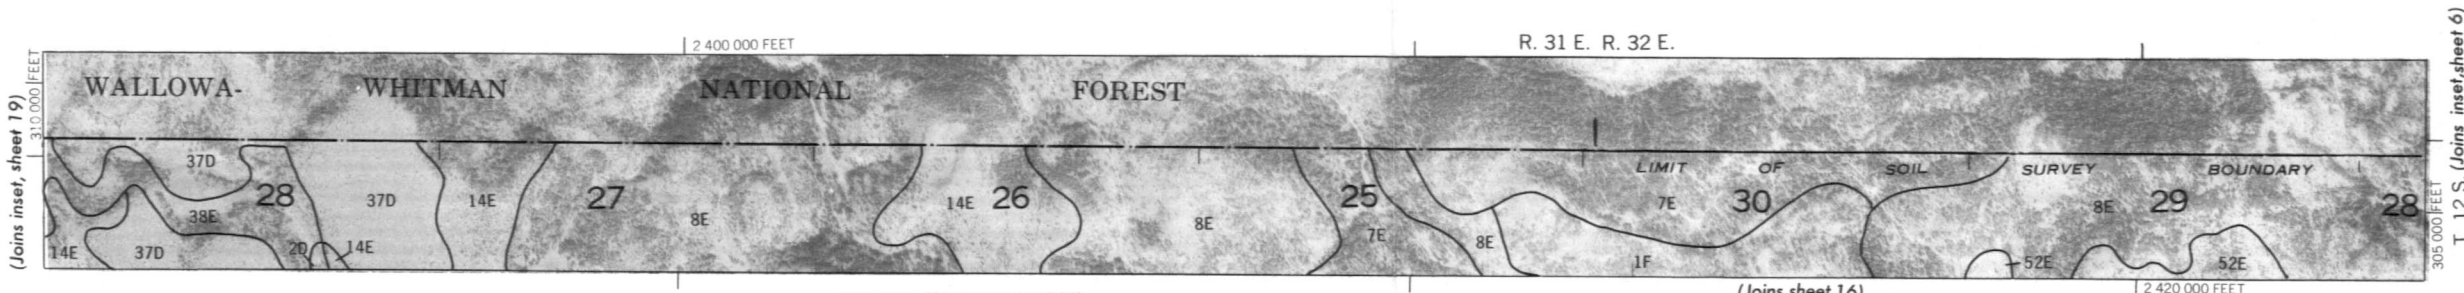 2 400 000 FEET
R. 31 E. R. 32 E.
(Joins inset, sheet 19)
310 000 FEET
WALLOWA- WHITMAN NATIONAL FOREST
LIMIT OF SOIL SURVEY BOUNDARY
37D
28
37D
14E
27
8E
14E
26
8E
25
7E
30
8E
29
28
38E
14E
37D
2D
14E
7E
8E
1F
52E
52E
T. 12 S. (Joins inset, sheet 6)
305 000 FEET
(Joins sheet 16)
2 420 000 FEET